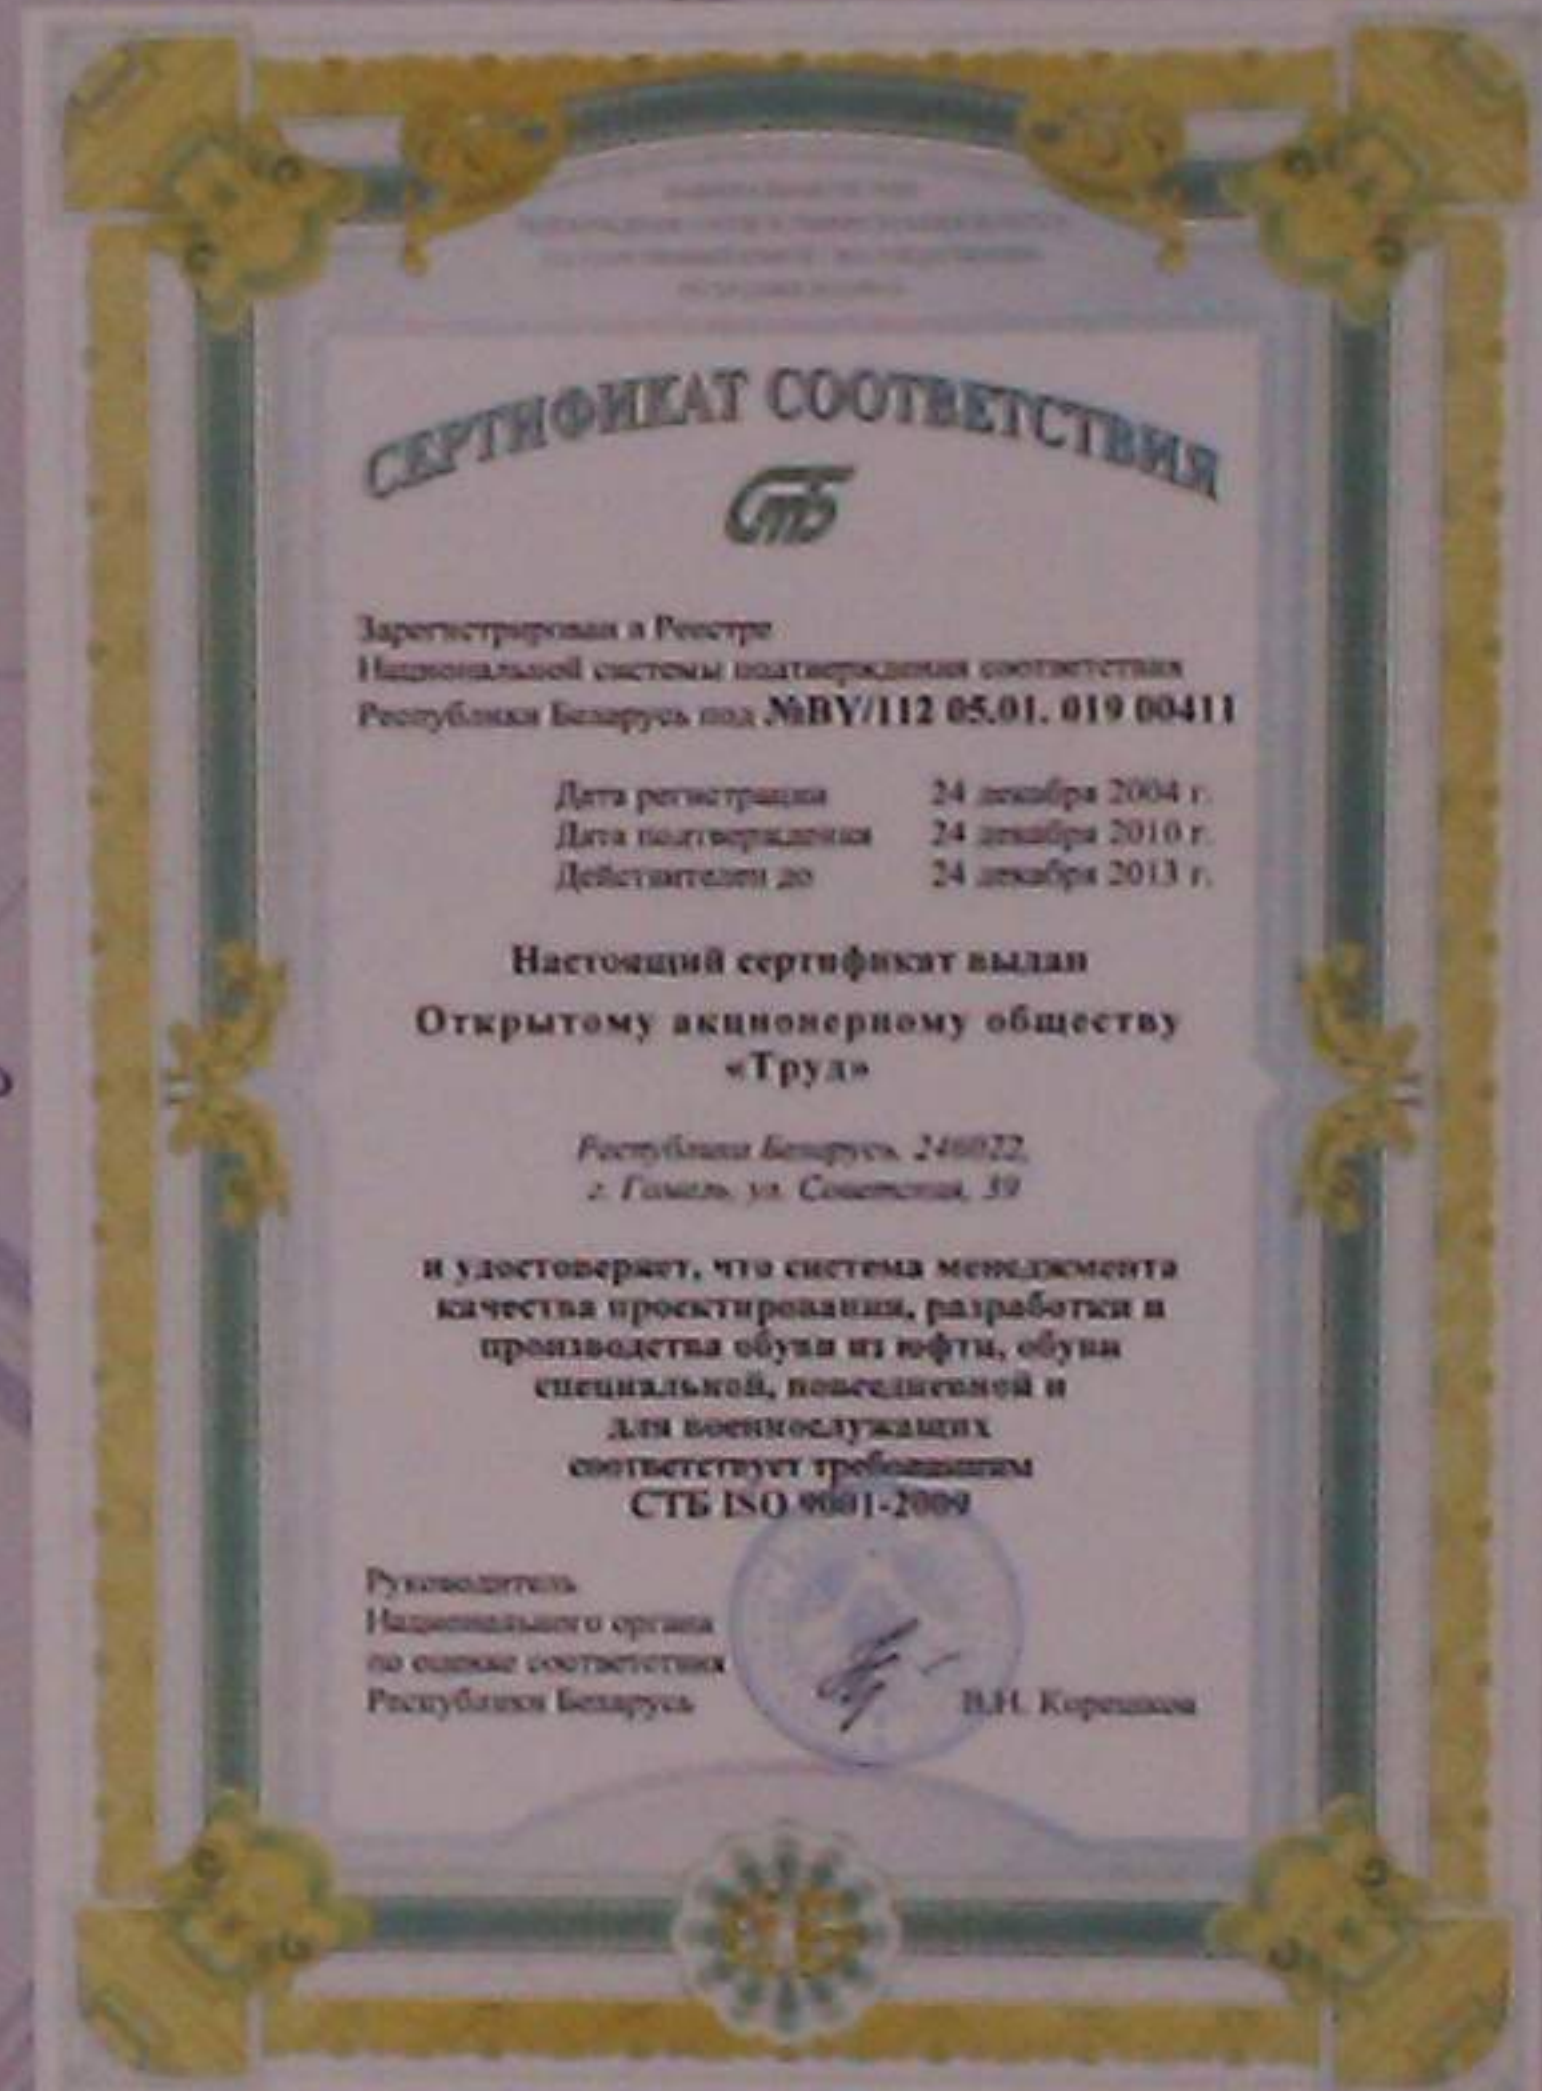 СЕРТИФИКАТ СООТВЕТСТВИЯ
СТБ
Зарегистрирован в Реестре
Национальной системы подтверждения соответствия
Республики Беларусь под №BY/112 05.01. 019 00411
Дата регистрации 24 декабря 2004 г.
Дата подтверждения 24 декабря 2010 г.
Действителен до 24 декабря 2013 г.
Настоящий сертификат выдан
Открытому акционерному обществу
«Труд»
Республика Беларусь, 246022,
г. Гомель, ул. Советская, 39
и удостоверяет, что система менеджмента
качества проектирования, разработки и
производства обуви из юфти, обуви
специальной, повседневной и
для военнослужащих
соответствует требованиям
СТБ ISO 9001-2009
Руководитель
Национального органа
по оценке соответствия
Республики Беларусь В.Н. Корешков